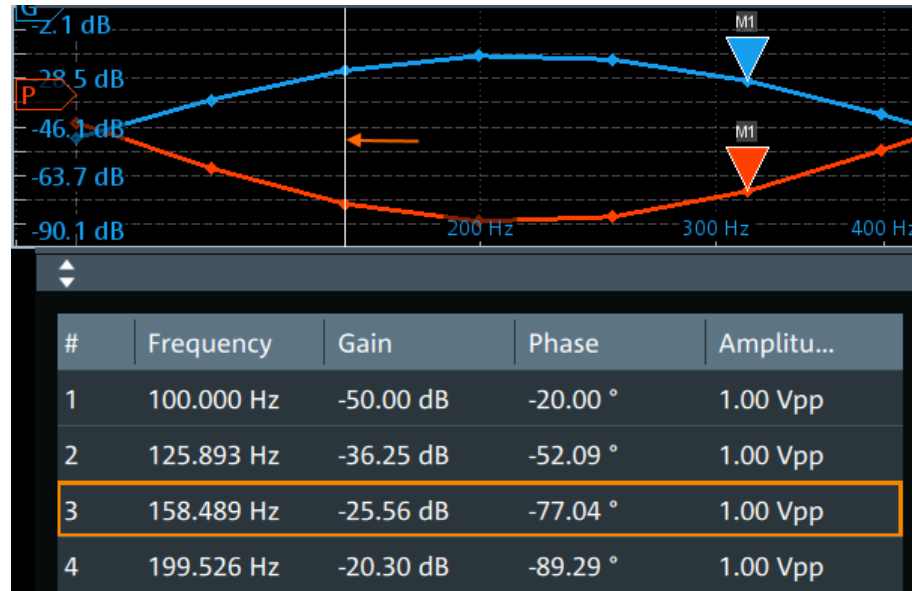 G
-2.1 dB
M1
-28.5 dB
P
-46.1 dB
M1
-63.7 dB
-90.1 dB
200 Hz
300 Hz
400 Hz
# Frequency Gain Phase Amplitu...
1 100.000 Hz -50.00 dB -20.00 ° 1.00 Vpp
2 125.893 Hz -36.25 dB -52.09 ° 1.00 Vpp
3 158.489 Hz -25.56 dB -77.04 ° 1.00 Vpp
4 199.526 Hz -20.30 dB -89.29 ° 1.00 Vpp